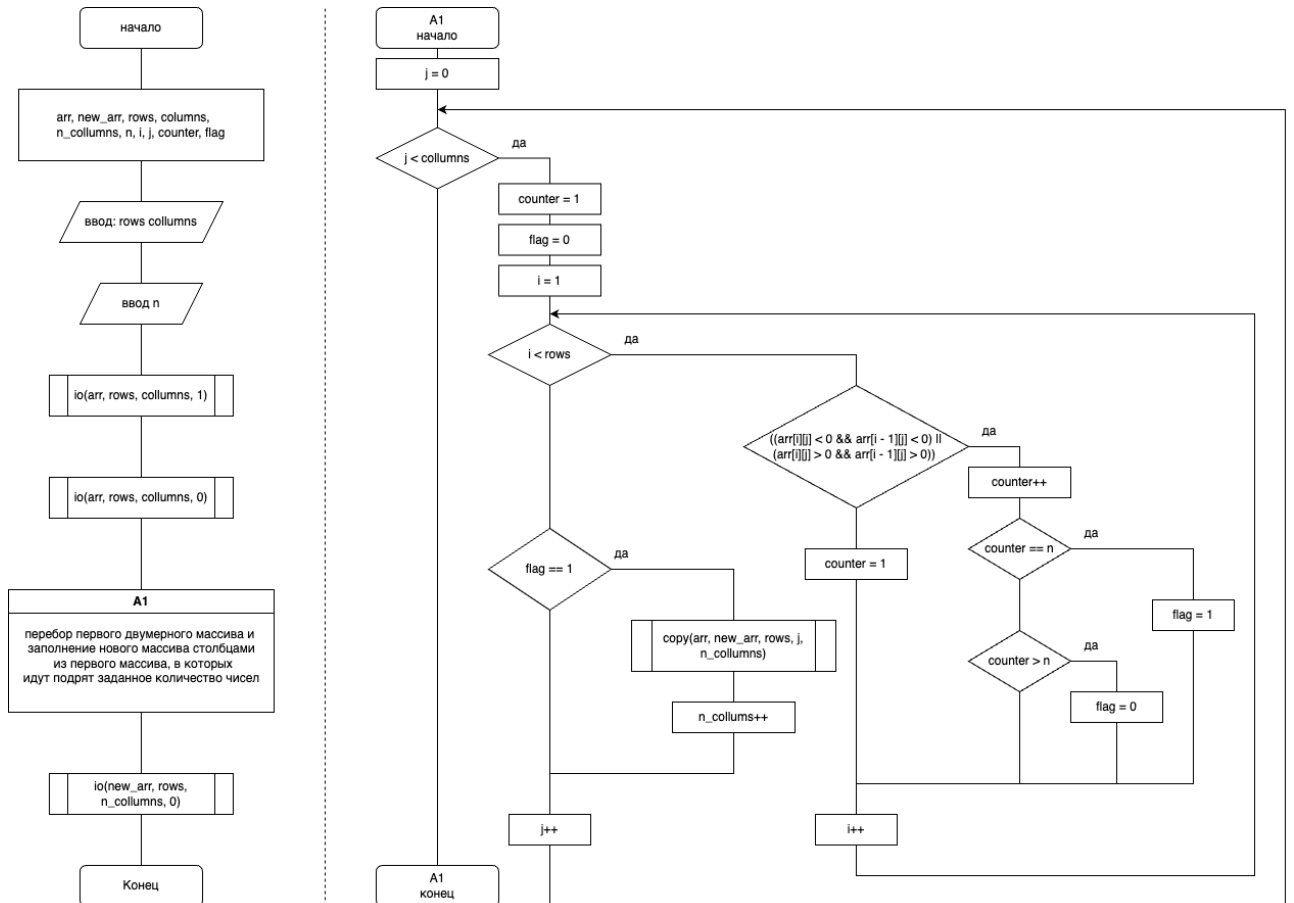 начало
arr, new_arr, rows, columns,
n_collumns, n, i, j, counter, flag
ввод: rows collumns
ввод n
io(arr, rows, collumns, 1)
io(arr, rows, collumns, 0)
A1
перебор первого двумерного массива и
заполнение нового массива столбцами
из первого массива, в которых
идут подрят заданное количество чисел
io(new_arr, rows,
n_collumns, 0)
Конец
A1
начало
j = 0
j < collumns
да
counter = 1
flag = 0
i = 1
i < rows
да
((arr[i][j] < 0 && arr[i - 1][j] < 0) ||
(arr[i][j] > 0 && arr[i - 1][j] > 0))
да
counter++
counter = 1
counter == n
да
flag = 1
counter > n
да
flag = 0
flag == 1
да
copy(arr, new_arr, rows, j,
n_collumns)
n_collums++
j++
i++
A1
конец